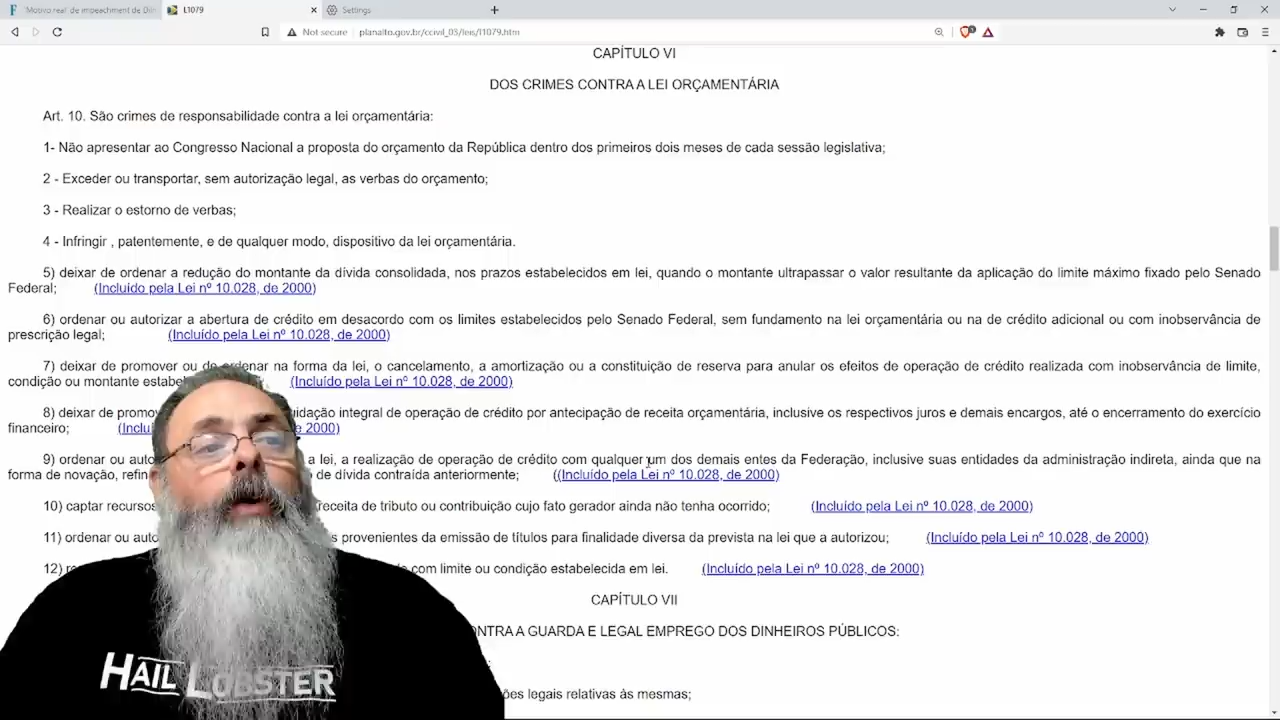 'Motivo real' de impeachment de Dil
L1079
Settings
Not secure planalto.gov.br/ccivil_03/leis/l1079.htm
CAPÍTULO VI
DOS CRIMES CONTRA A LEI ORÇAMENTÁRIA
Art. 10. São crimes de responsabilidade contra a lei orçamentária:
1- Não apresentar ao Congresso Nacional a proposta do orçamento da República dentro dos primeiros dois meses de cada sessão legislativa;
2 - Exceder ou transportar, sem autorização legal, as verbas do orçamento;
3 - Realizar o estorno de verbas;
4 - Infringir , patentemente, e de qualquer modo, dispositivo da lei orçamentária.
5) deixar de ordenar a redução do montante da dívida consolidada, nos prazos estabelecidos em lei, quando o montante ultrapassar o valor resultante da aplicação do limite máximo fixado pelo Senado
Federal; (Incluído pela Lei nº 10.028, de 2000)
6) ordenar ou autorizar a abertura de crédito em desacordo com os limites estabelecidos pelo Senado Federal, sem fundamento na lei orçamentária ou na de crédito adicional ou com inobservância de
prescrição legal; (Incluído pela Lei nº 10.028, de 2000)
7) deixar de promover ou de ordenar na forma da lei, o cancelamento, a amortização ou a constituição de reserva para anular os efeitos de operação de crédito realizada com inobservância de limite,
condição ou montante estabe (Incluído pela Lei nº 10.028, de 2000)
8) deixar de promov uidação integral de operação de crédito por antecipação de receita orçamentária, inclusive os respectivos juros e demais encargos, até o encerramento do exercício
financeiro; (Inclu e 2000)
9) ordenar ou auto a lei, a realização de operação de crédito com qualquer um dos demais entes da Federação, inclusive suas entidades da administração indireta, ainda que na
forma de novação, refin de dívida contraída anteriormente; ((Incluído pela Lei nº 10.028, de 2000)
10) captar recursos receita de tributo ou contribuição cujo fato gerador ainda não tenha ocorrido; (Incluído pela Lei nº 10.028, de 2000)
11) ordenar ou auto s provenientes da emissão de títulos para finalidade diversa da prevista na lei que a autorizou; (Incluído pela Lei nº 10.028, de 2000)
12) com limite ou condição estabelecida em lei. (Incluído pela Lei nº 10.028, de 2000)
CAPÍTULO VII
ONTRA A GUARDA E LEGAL EMPREGO DOS DINHEIROS PÚBLICOS:
ões legais relativas às mesmas;
HAIL LOBSTER